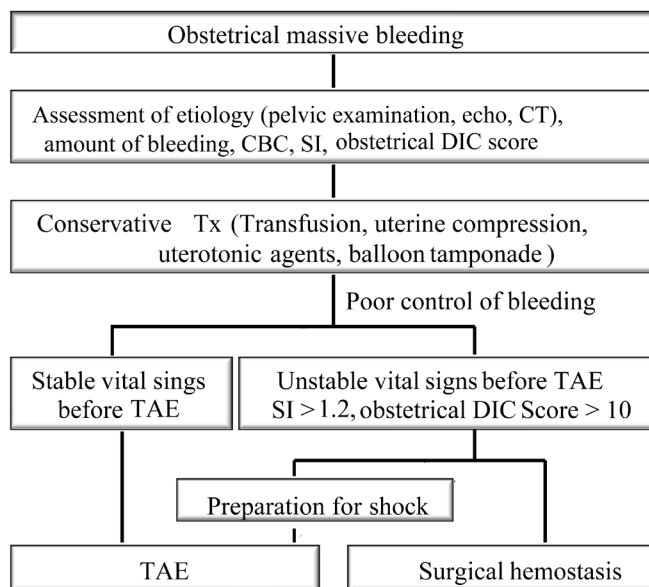 Obstetrical massive bleeding
Assessment of etiology (pelvic examination, echo, CT),
amount of bleeding, CBC, SI, obstetrical DIC score
Conservative Tx (Transfusion, uterine compression,
uterotonic agents, balloon tamponade)
Poor control of bleeding
Stable vital sings
before TAE
Unstable vital signs before TAE
SI > 1.2, obstetrical DIC Score > 10
Preparation for shock
TAE
Surgical hemostasis